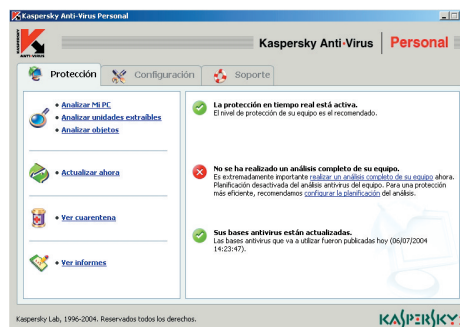 Kaspersky Anti-Virus Personal
ANTI-VIRUS
Kaspersky Anti-Virus Personal
Protección Configuración Soporte
• Analizar Mi PC
• Analizar unidades extraíbles
• Analizar objetos
• Actualizar ahora
• Ver cuarentena
• Ver informes
La protección en tiempo real está activa.
El nivel de protección de su equipo es el recomendado.
No se ha realizado un análisis completo de su equipo.
Es extremadamente importante realizar un análisis completo de su equipo ahora.
Planificación desactivada del análisis antivirus del equipo. Para una protección
más eficiente, recomendamos configurar la planificación del análisis.
Sus bases antivirus están actualizadas.
Las bases antivirus que va a utilizar fueron publicadas hoy (06/07/2004
14:23:47).
Kaspersky Lab, 1996-2004. Reservados todos los derechos.
KASPERSKY